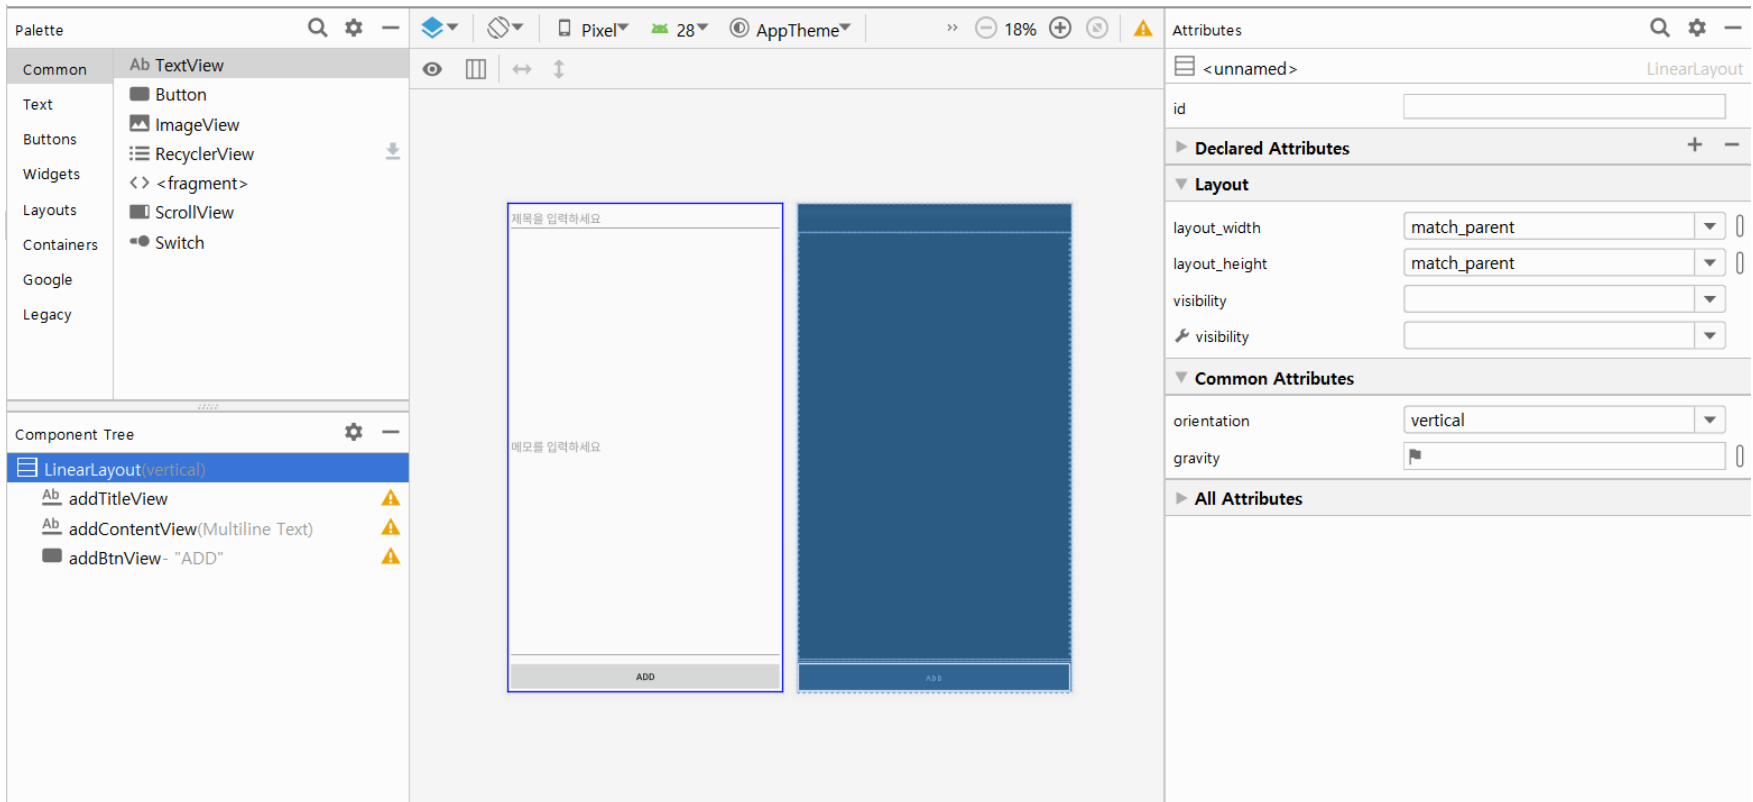 Palette
Common
Text
Buttons
Widgets
Layouts
Containers
Google
Legacy
Ab TextView
Button
ImageView
RecyclerView
<fragment>
ScrollView
Switch
Component Tree
LinearLayout(vertical)
Ab addTitleView
Ab addContentView(Multiline Text)
addBtnView- "ADD"
Pixel 28 AppTheme 18%
제목을 입력하세요
메모를 입력하세요
ADD
ADD
Attributes
<unnamed> LinearLayout
id
Declared Attributes
Layout
layout_width match_parent
layout_height match_parent
visibility
visibility
Common Attributes
orientation vertical
gravity
All Attributes